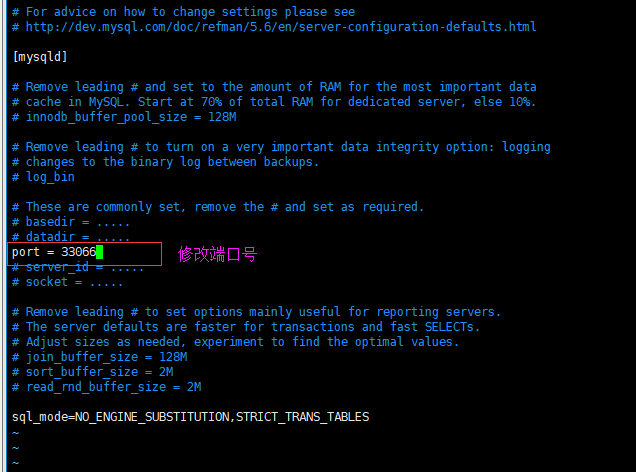 # For advice on how to change settings please see
# http://dev.mysql.com/doc/refman/5.6/en/server-configuration-defaults.html
[mysqld]
# Remove leading # and set to the amount of RAM for the most important data
# cache in MySQL. Start at 70% of total RAM for dedicated server, else 10%.
# innodb_buffer_pool_size = 128M
# Remove leading # to turn on a very important data integrity option: logging
# changes to the binary log between backups.
# log_bin
# These are commonly set, remove the # and set as required.
# basedir = .....
# datadir = .....
port = 33066 修改端口号
# server_id = .....
# socket = .....
# Remove leading # to set options mainly useful for reporting servers.
# The server defaults are faster for transactions and fast SELECTs.
# Adjust sizes as needed, experiment to find the optimal values.
# join_buffer_size = 128M
# sort_buffer_size = 2M
# read_rnd_buffer_size = 2M
sql_mode=NO_ENGINE_SUBSTITUTION,STRICT_TRANS_TABLES
~
~
~